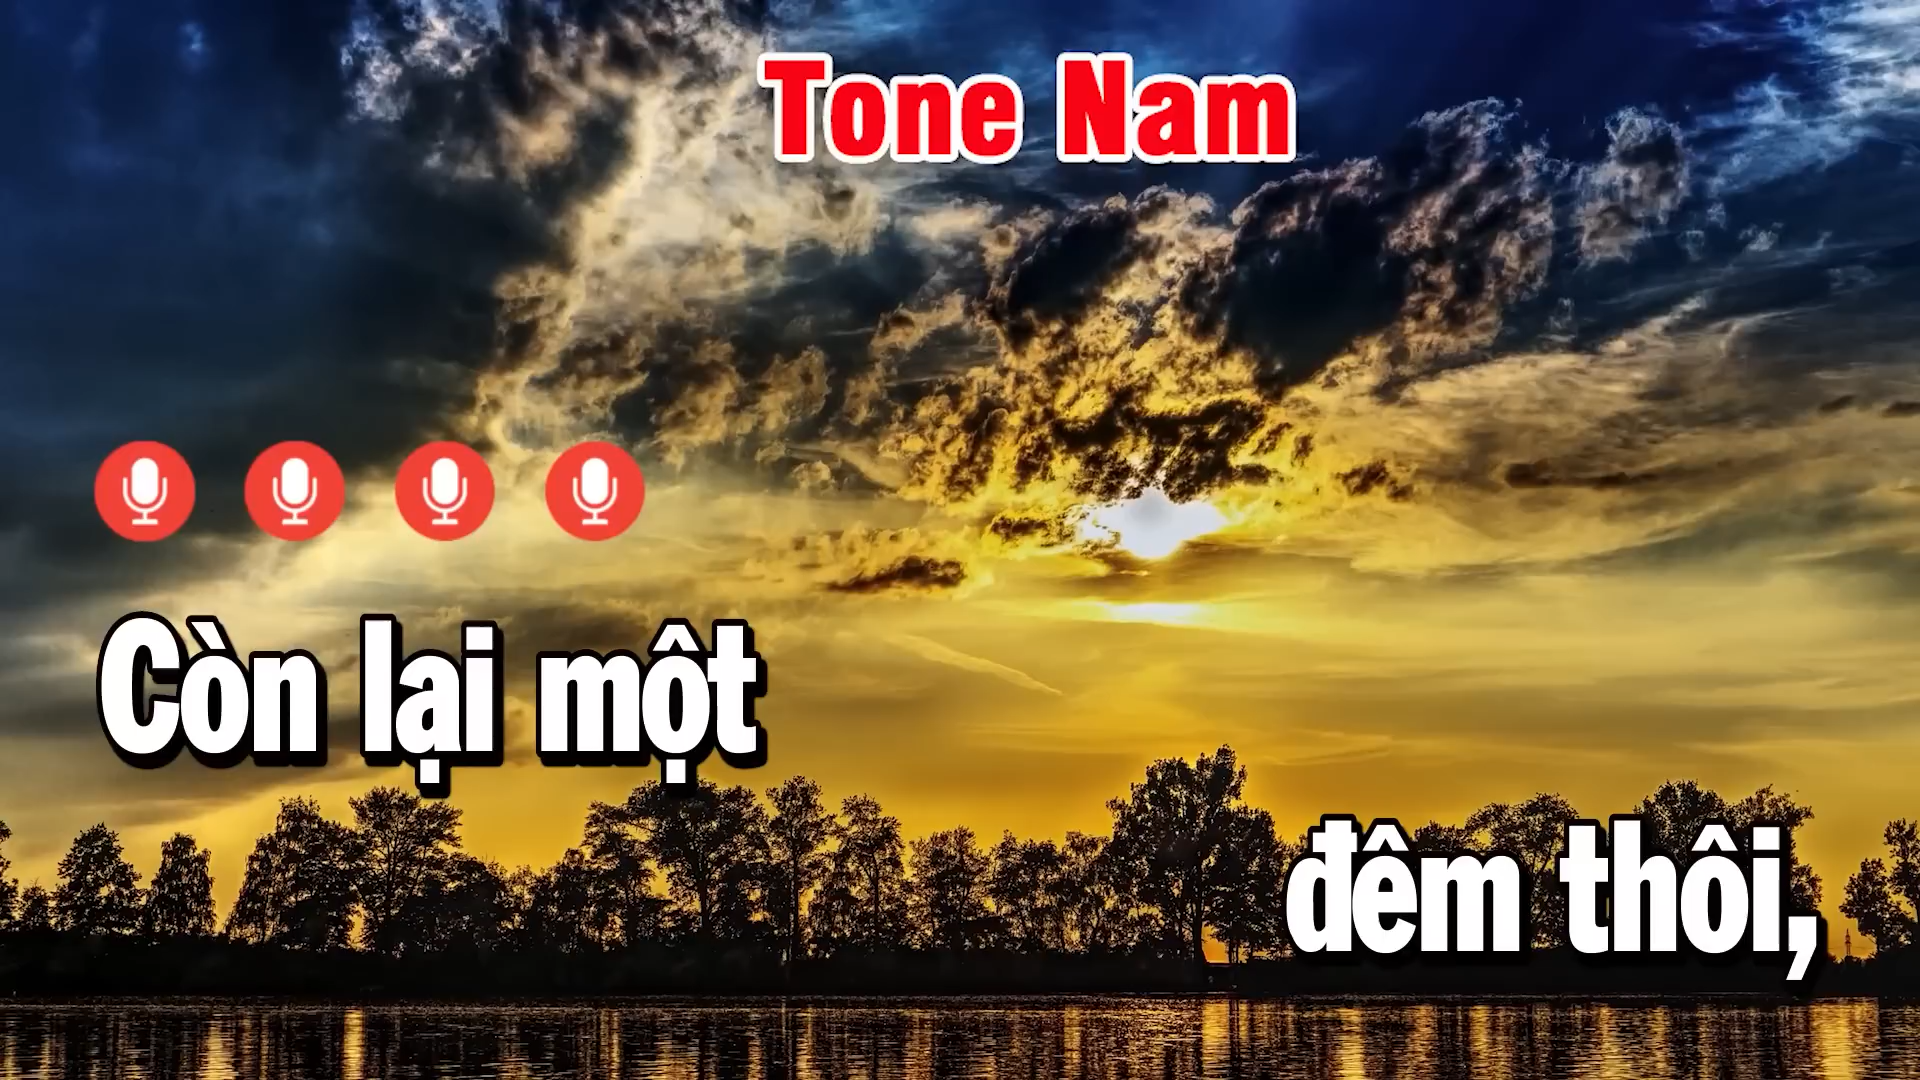 Tone Nam
Còn lại một
đêm thôi,